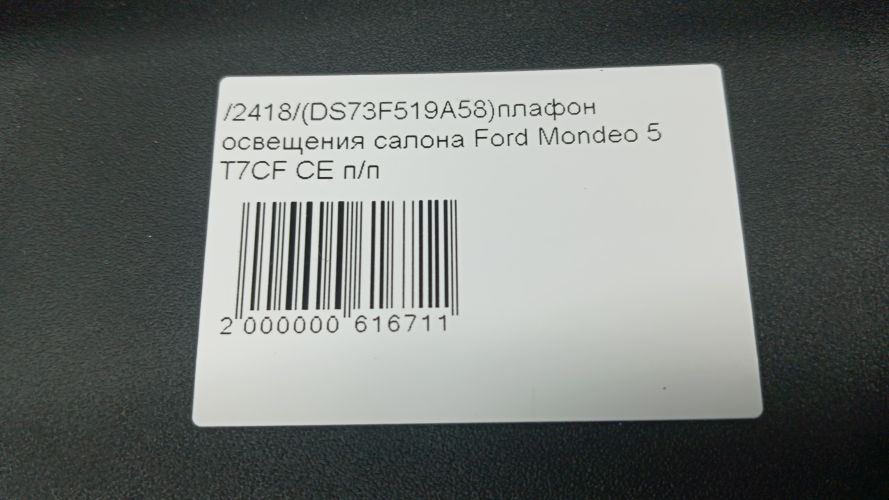 /2418/(DS73F519A58)плафон
освещения салона Ford Mondeo 5
T7CF CE п/п
2 000000 616711